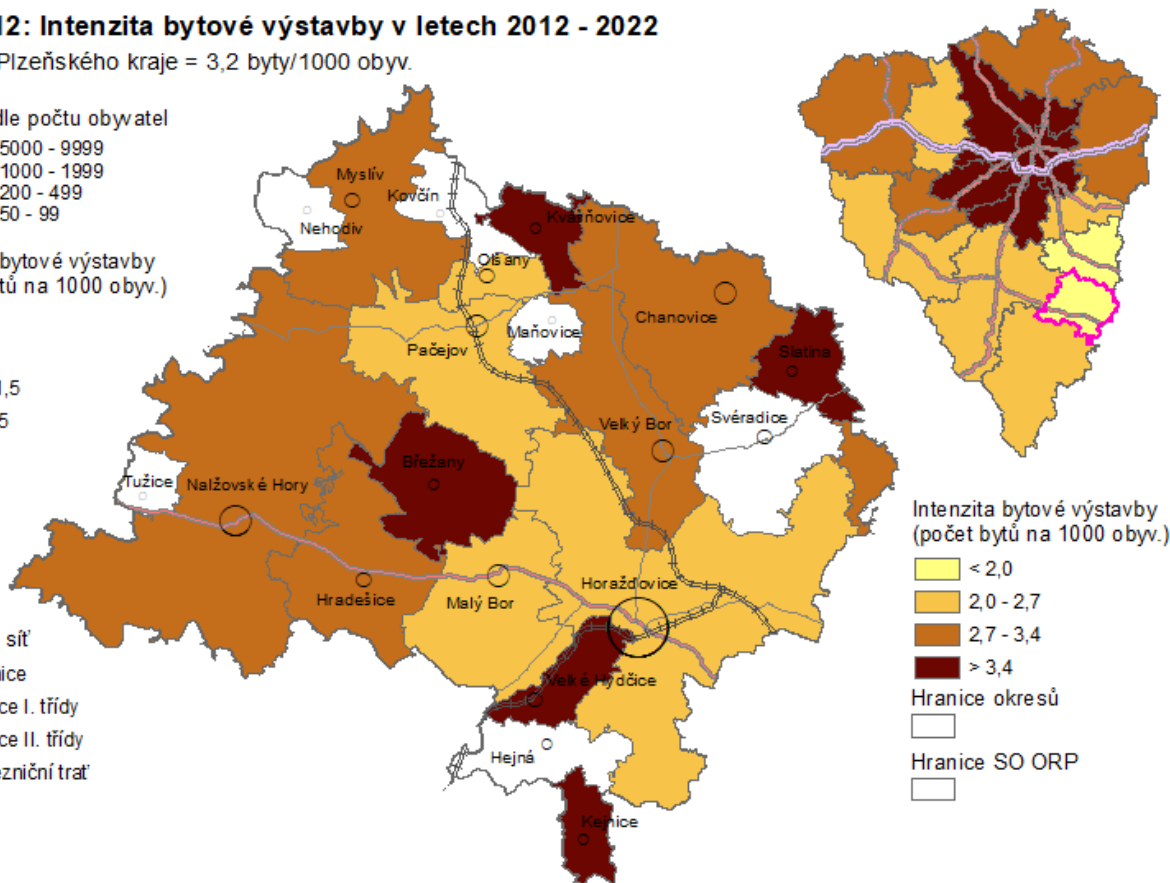 12: Intenzita bytové výstavby v letech 2012 - 2022
Plzeňského kraje = 3,2 byty/1000 obyv.
dle počtu obyvatel
5000 - 9999
1000 - 1999
200 - 499
50 - 99
bytové výstavby
tů na 1000 obyv.)
1,5
5
síť
nice
ce I. třídy
ce II. třídy
ezniční trať
Myslív
Kovčín
Nehodiv
Kvášňovice
Olšany
Maňovice
Pačejov
Chanovice
Slatina
Svéradice
Velký Bor
Břežany
Tužice
Nalžovské Hory
Hradešice
Malý Bor
Horažďovice
Velké Hydčice
Hejná
Kejnice
Intenzita bytové výstavby
(počet bytů na 1000 obyv.)
< 2,0
2,0 - 2,7
2,7 - 3,4
> 3,4
Hranice okresů
Hranice SO ORP